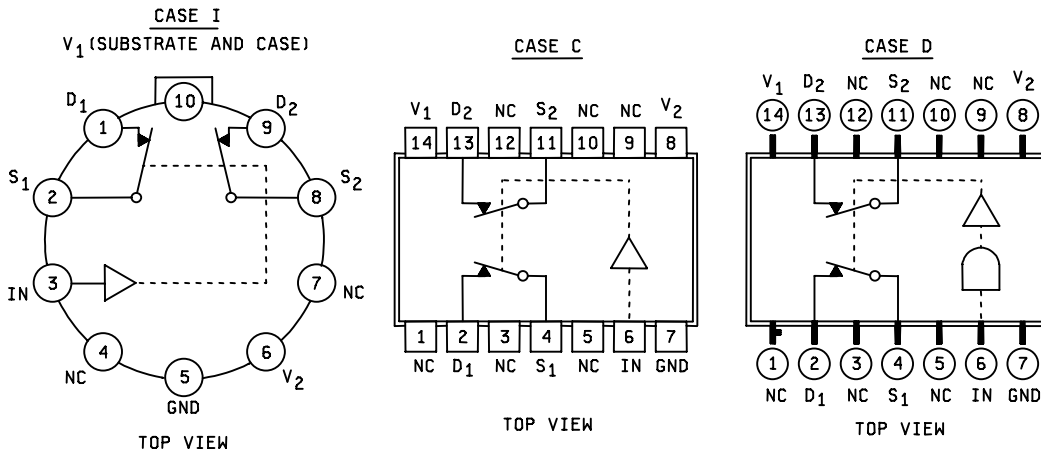 CASE I
V1 (SUBSTRATE AND CASE)
D1
10
D2
1
9
S1
2
8
S2
IN
3
7
NC
4
6
NC
5
V2
GND
TOP VIEW
CASE C
V1 D2 NC S2 NC NC V2
14 13 12 11 10 9 8
1 2 3 4 5 6 7
NC D1 NC S1 NC IN GND
TOP VIEW
CASE D
V1 D2 NC S2 NC NC V2
14 13 12 11 10 9 8
1 2 3 4 5 6 7
NC D1 NC S1 NC IN GND
TOP VIEW